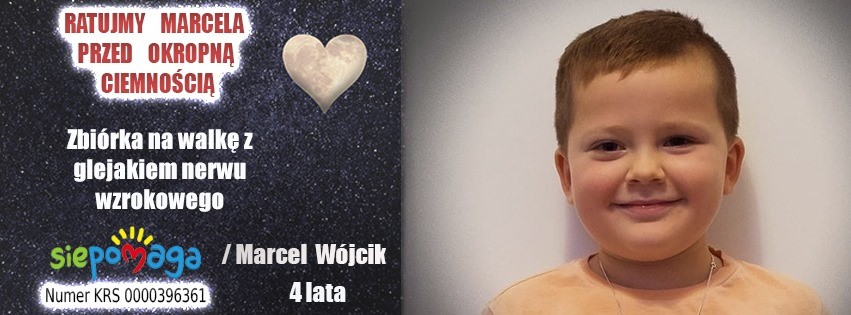 RATUJMY MARCELA
PRZED OKROPNĄ
CIEMNOŚCIĄ
Zbiórka na walkę z
glejakiem nerwu
wzrokowego
siepomaga / Marcel Wójcik
Numer KRS 0000396361 4 lata